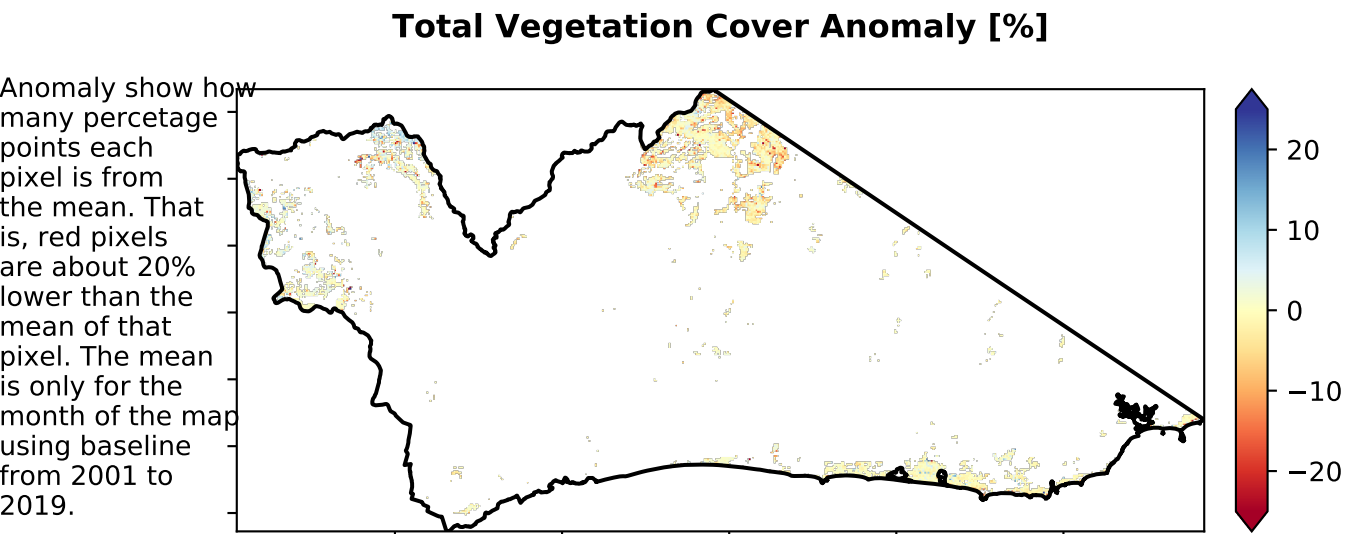 Total Vegetation Cover Anomaly [%]
Anomaly show how
many percetage
points each
pixel is from
the mean. That
is, red pixels
are about 20%
lower than the
mean of that
pixel. The mean
is only for the
month of the map
using baseline
from 2001 to
2019.
20
10
0
−10
−20